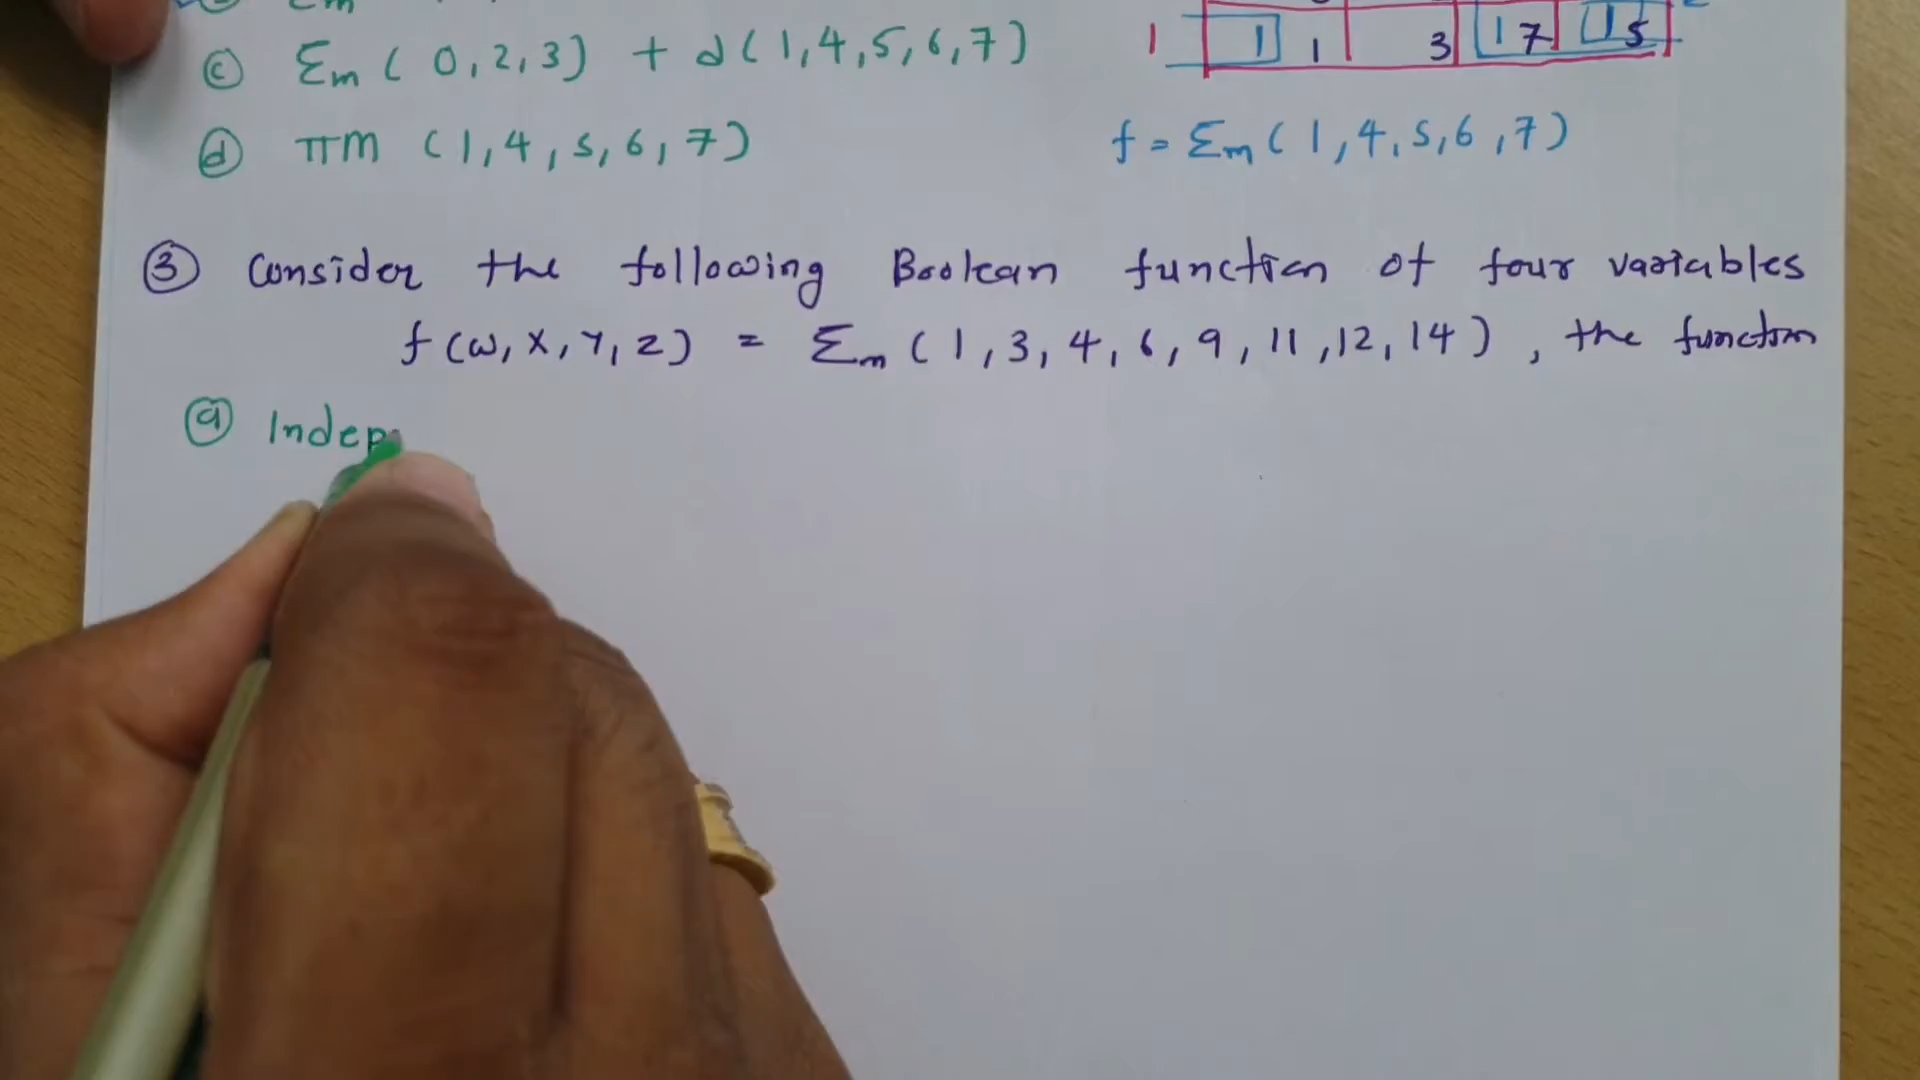 ⓒ Σm ( 0, 2, 3) + d( 1, 4, 5, 6, 7)
1 1 1 3 1 7 1 5
ⓓ πM ( 1, 4, 5, 6, 7)
f = Σm ( 1, 4, 5, 6, 7)
③ Consider the following Boolean function of four variables
f (w, x, y, z) = Σm ( 1, 3, 4, 6, 9, 11, 12, 14) , the function
ⓐ Indep